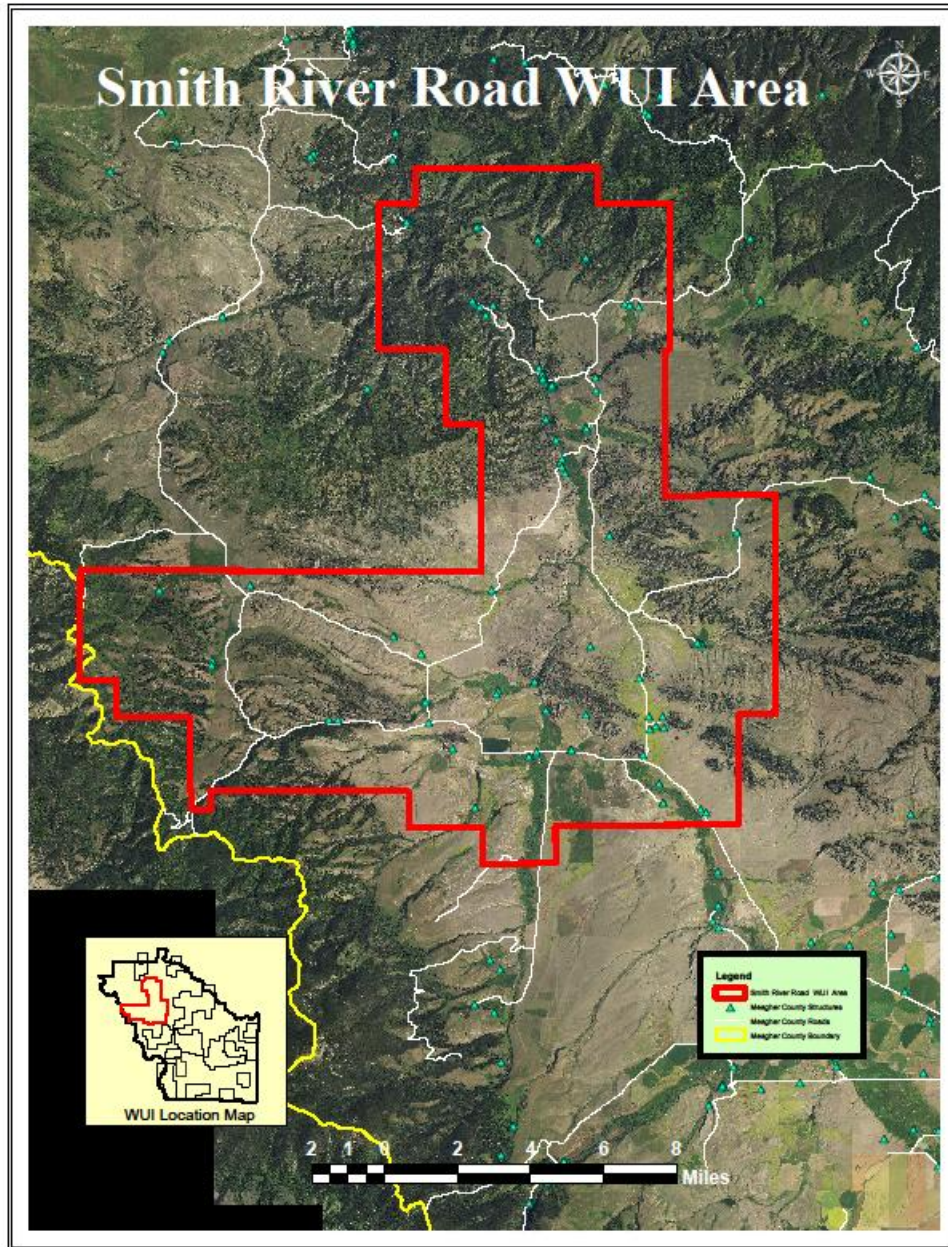 Smith River Road WUI Area
N
W E
S
Legend
Smith River Road WUI Area
Meagher County Structures
Meagher County Roads
Meagher County Boundary
WUI Location Map
2 1 0 2 4 6 8
Miles